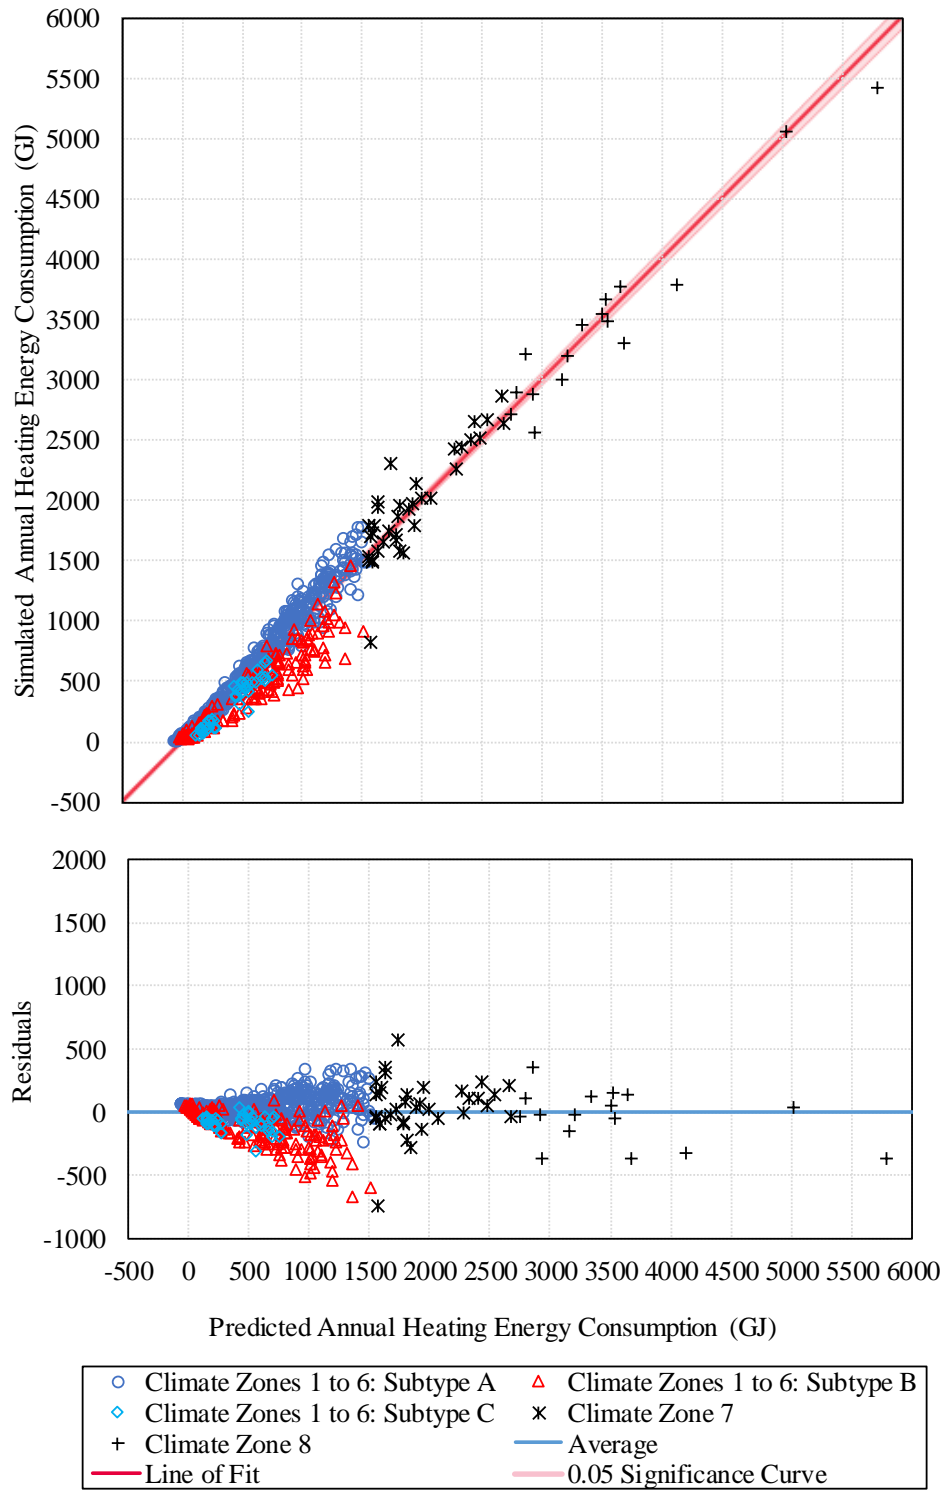 6000
5500
5000
4500
4000
3500
3000
2500
2000
1500
1000
500
0
-500
Simulated Annual Heating Energy Consumption (GJ)
2000
1500
1000
500
0
-500
-1000
Residuals
-500 0 500 1000 1500 2000 2500 3000 3500 4000 4500 5000 5500 6000
Predicted Annual Heating Energy Consumption (GJ)
Climate Zones 1 to 6: Subtype A Climate Zones 1 to 6: Subtype B
Climate Zones 1 to 6: Subtype C Climate Zone 7
Climate Zone 8 Average
Line of Fit 0.05 Significance Curve